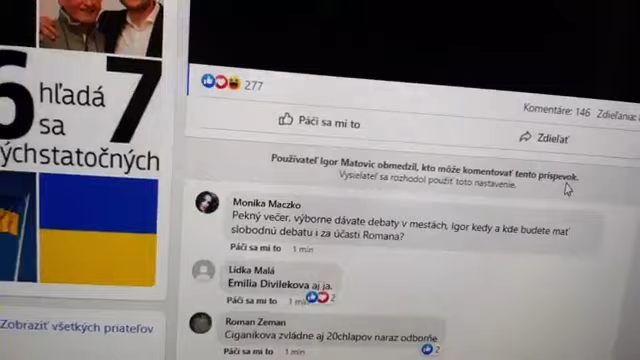 6 hľadá 7
sa
ýchstatočných
Zobraziť všetkých priateľov
277
Komentáre: 146 Zdieľania:
Páči sa mi to
Zdieľať
Používateľ Igor Matovic obmedzil, kto môže komentovať tento príspevok.
Vysielateľ sa rozhodol použiť toto nastavenie.
Monika Maczko
Pekný večer, výborne dávate debaty v mestách, Igor kedy a kde budete mať
slobodnú debatu i za účasti Romana?
Páči sa mi to 1 min
Lidka Malá
Emilia Divilekova aj ja.
Páči sa mi to 1 min 2
Roman Zeman
Ciganikova zvládne aj 20chlapov naraz odborne
Páči sa mi to 1 min 2